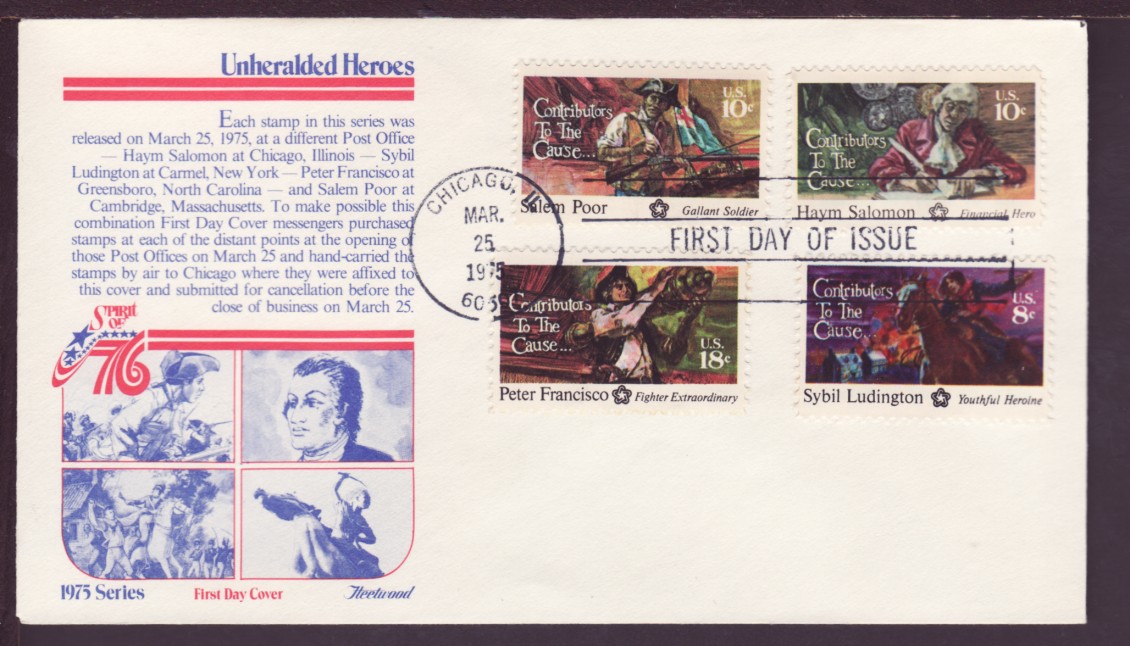 Unheralded Heroes
Each stamp in this series was
released on March 25, 1975, at a different Post Office
— Haym Salomon at Chicago, Illinois — Sybil
Ludington at Carmel, New York — Peter Francisco at
Greensboro, North Carolina — and Salem Poor at
Cambridge, Massachusetts. To make possible this
combination First Day Cover messengers purchased
stamps at each of the distant points at the opening of
those Post Offices on March 25 and hand-carried the
stamps by air to Chicago where they were affixed to
this cover and submitted for cancellation before the
close of business on March 25.
SPIRIT
OF
76
1975 Series
First Day Cover
Fleetwood
Contributors
To The
Cause...
U.S.
10c
Salem Poor
Gallant Soldier
Contributors
To The
Cause...
U.S.
10c
Haym Salomon
Financial Hero
CHICAGO,
MAR.
25
1975
FIRST DAY OF ISSUE
Contributors
To The
Cause...
U.S.
18c
Peter Francisco
Fighter Extraordinary
Contributors
To The
Cause...
U.S.
8c
Sybil Ludington
Youthful Heroine